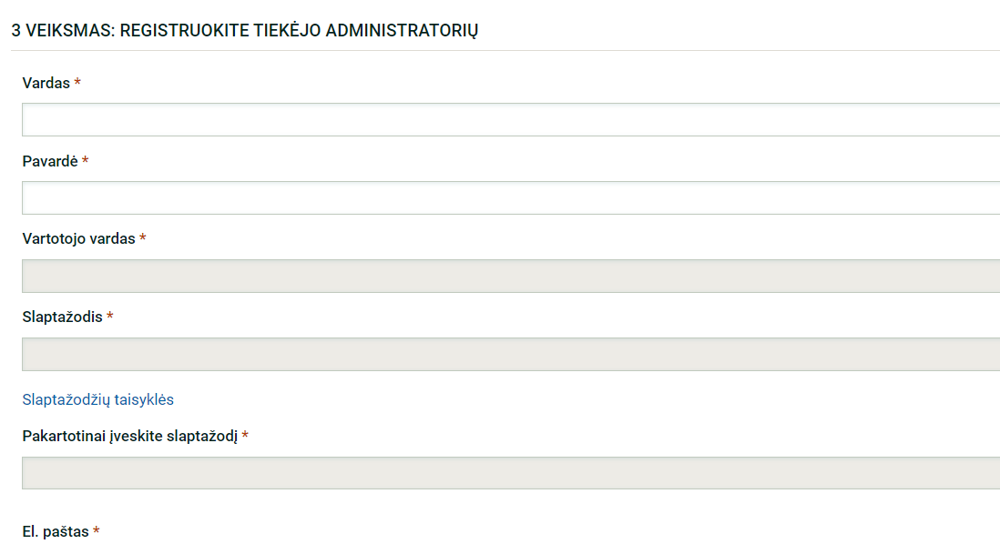 3 VEIKSMAS: REGISTRUOKITE TIEKĖJO ADMINISTRATORIŲ
Vardas *
Pavardė *
Vartotojo vardas *
Slaptažodis *
Slaptažodžių taisyklės
Pakartotinai įveskite slaptažodį *
El. paštas *